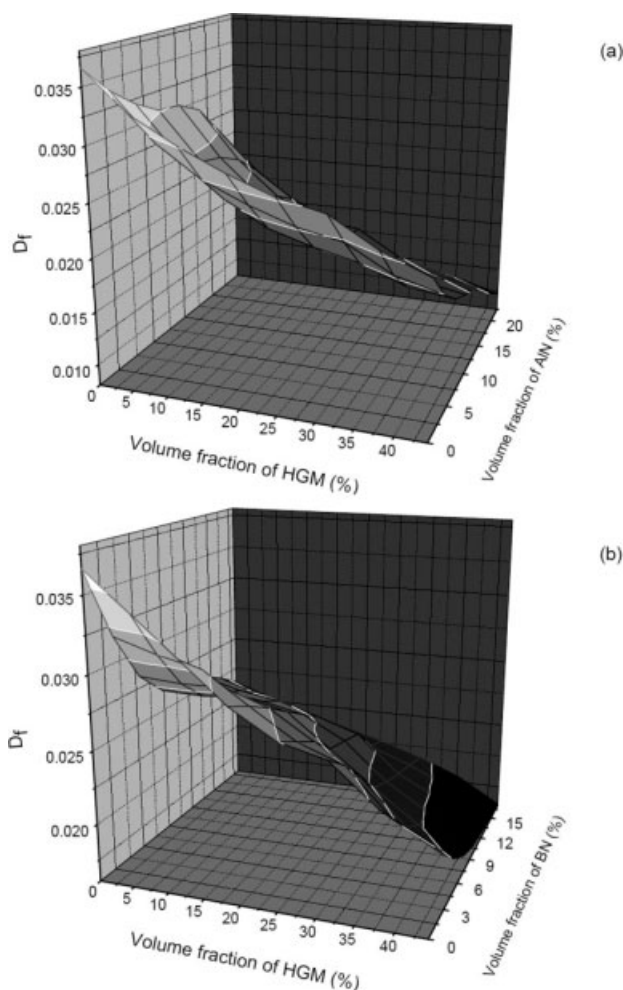 (a)
0.035
0.030
0.025
0.020
0.015
0.010
Df
0 5 10 15 20 25 30 35 40
Volume fraction of HGM (%)
0 5 10 15 20
Volume fraction of AlN (%)
(b)
0.035
0.030
0.025
0.020
Df
0 5 10 15 20 25 30 35 40
Volume fraction of HGM (%)
0 3 6 9 12 15
Volume fraction of BN (%)